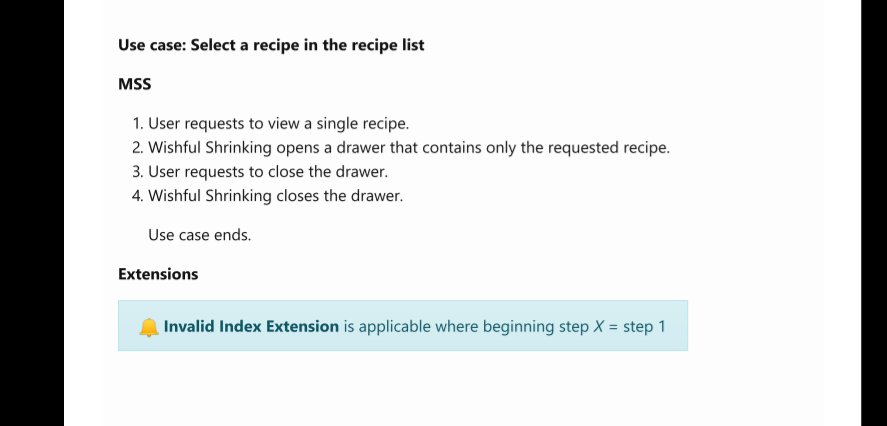 Use case: Select a recipe in the recipe list
MSS
1. User requests to view a single recipe.
2. Wishful Shrinking opens a drawer that contains only the requested recipe.
3. User requests to close the drawer.
4. Wishful Shrinking closes the drawer.
Use case ends.
Extensions
Invalid Index Extension is applicable where beginning step X = step 1